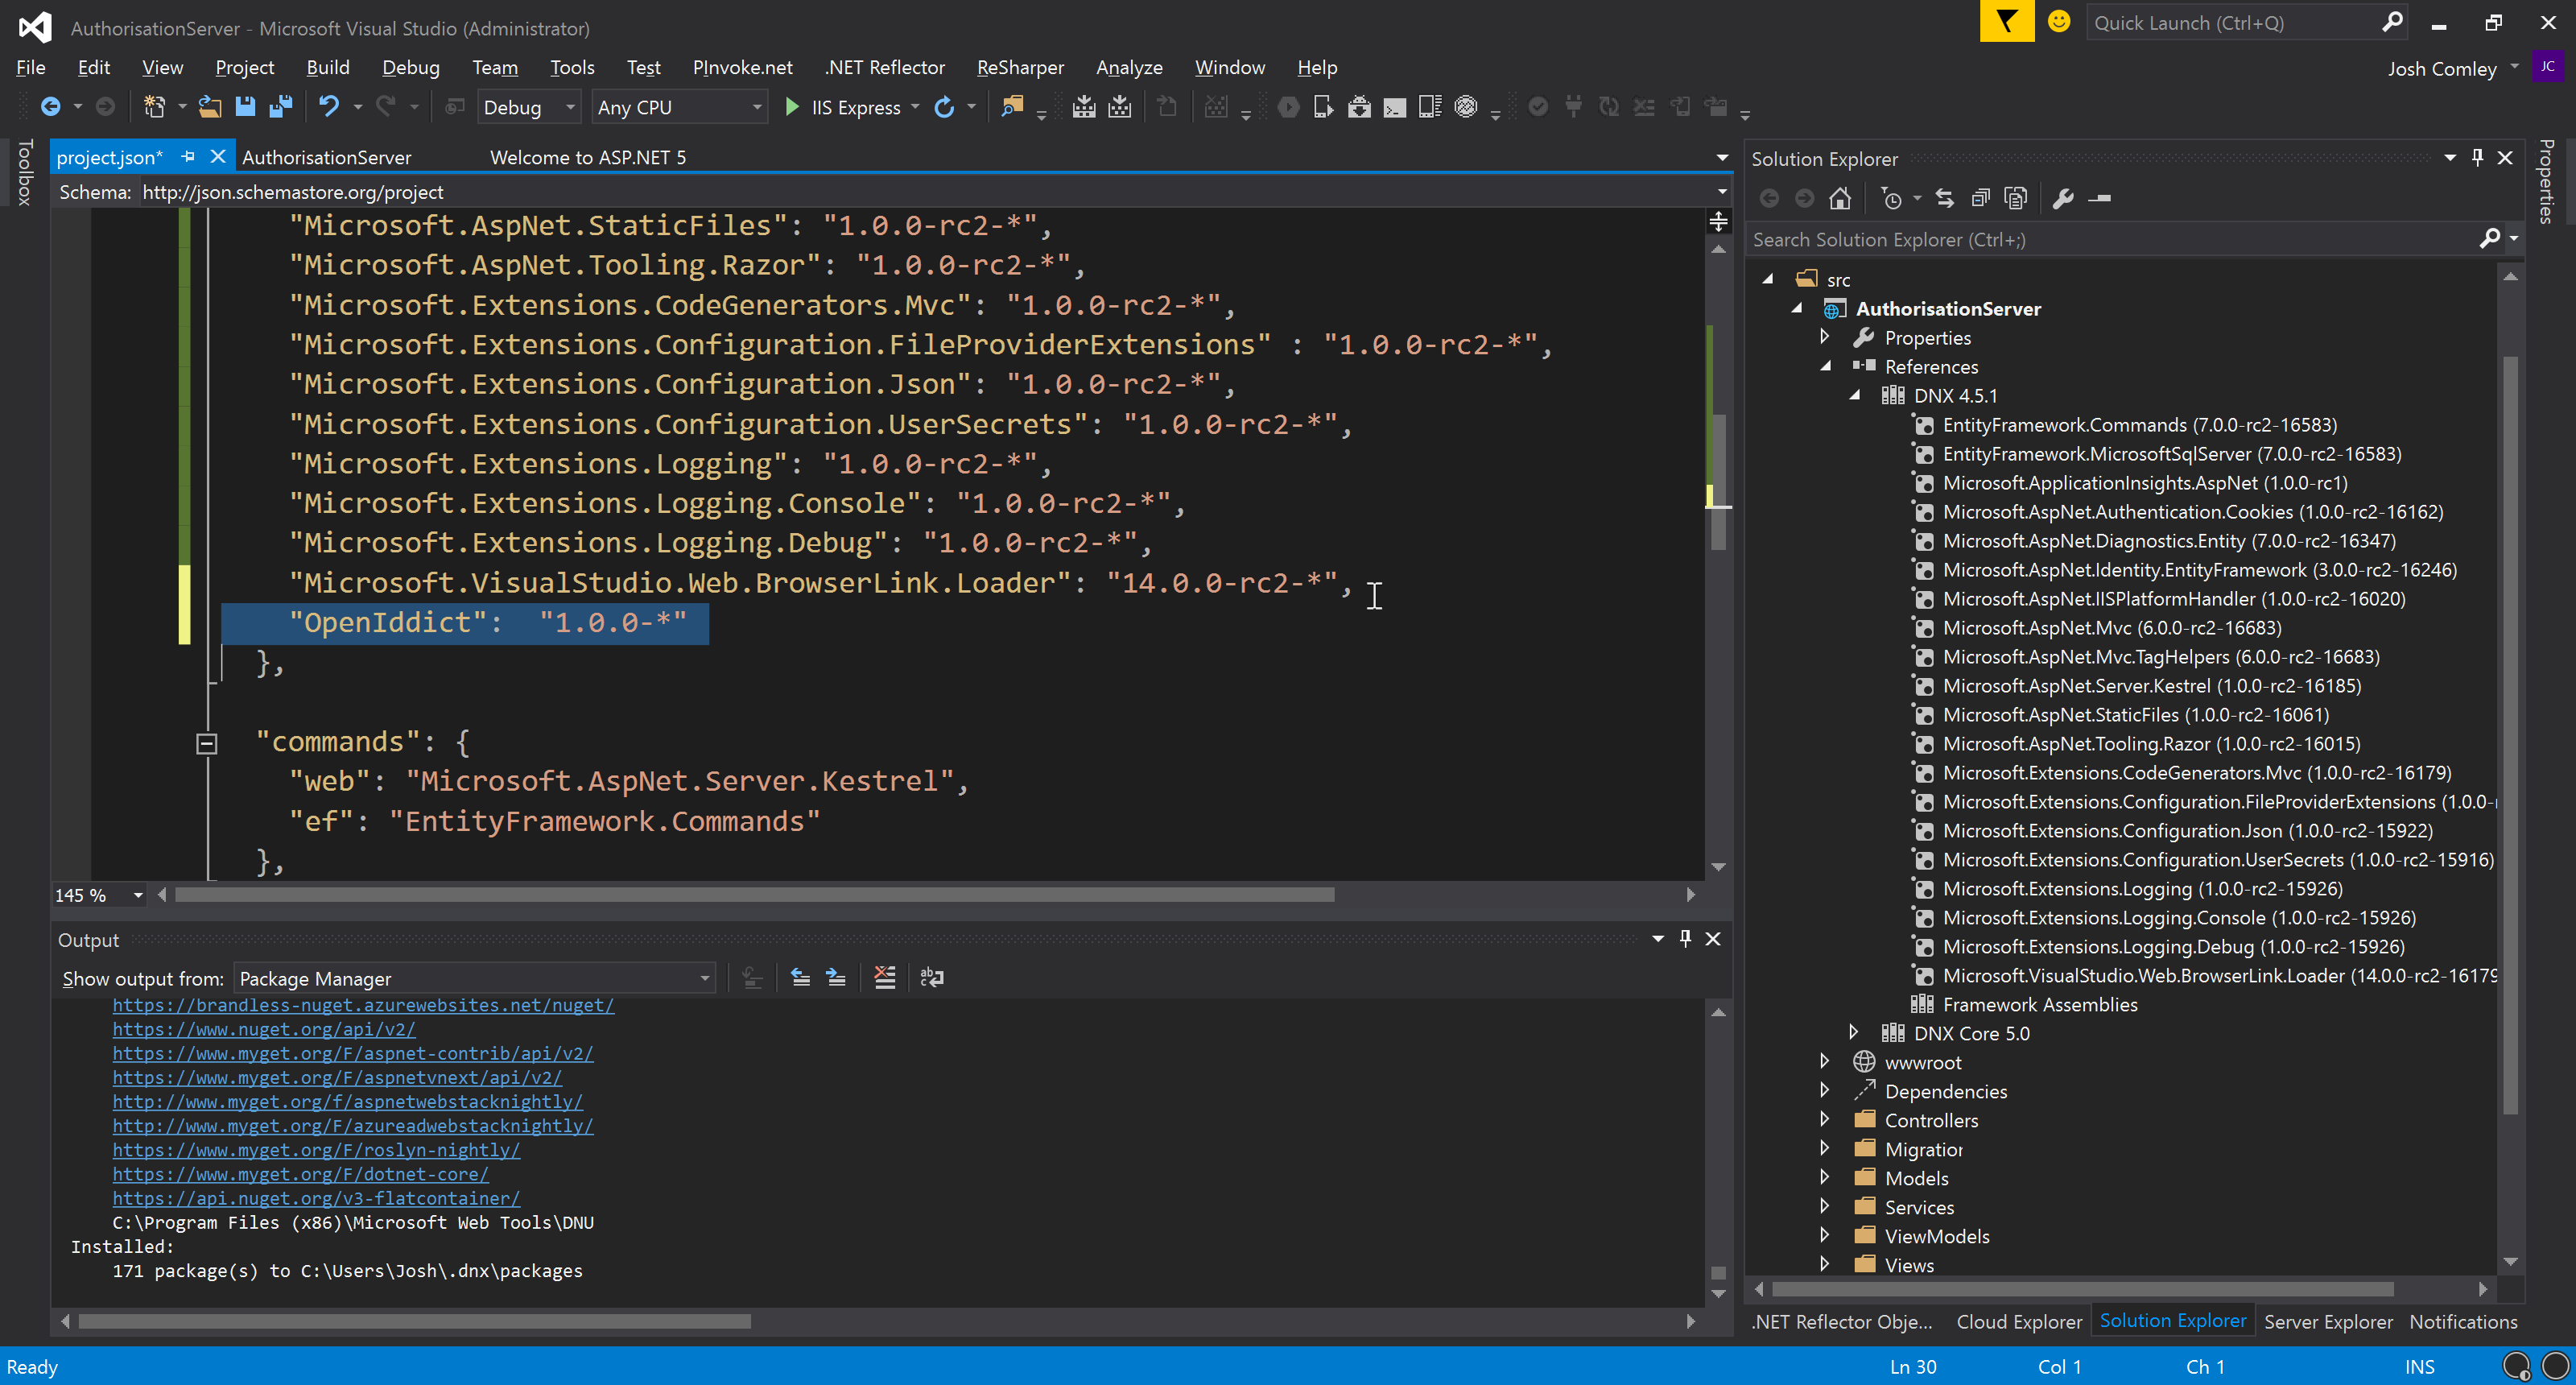 AuthorisationServer - Microsoft Visual Studio (Administrator)
Quick Launch (Ctrl+Q)
File Edit View Project Build Debug Team Tools Test PInvoke.net .NET Reflector ReSharper Analyze Window Help
Josh Comley JC
Debug Any CPU IIS Express
Toolbox
project.json* AuthorisationServer Welcome to ASP.NET 5
Schema: http://json.schemastore.org/project
"Microsoft.AspNet.StaticFiles": "1.0.0-rc2-*",
"Microsoft.AspNet.Tooling.Razor": "1.0.0-rc2-*",
"Microsoft.Extensions.CodeGenerators.Mvc": "1.0.0-rc2-*",
"Microsoft.Extensions.Configuration.FileProviderExtensions" : "1.0.0-rc2-*",
"Microsoft.Extensions.Configuration.Json": "1.0.0-rc2-*",
"Microsoft.Extensions.Configuration.UserSecrets": "1.0.0-rc2-*",
"Microsoft.Extensions.Logging": "1.0.0-rc2-*",
"Microsoft.Extensions.Logging.Console": "1.0.0-rc2-*",
"Microsoft.Extensions.Logging.Debug": "1.0.0-rc2-*",
"Microsoft.VisualStudio.Web.BrowserLink.Loader": "14.0.0-rc2-*",
"OpenIddict":  "1.0.0-*"
},
"commands": {
"web": "Microsoft.AspNet.Server.Kestrel",
"ef": "EntityFramework.Commands"
},
145 %
Output
Show output from: Package Manager
https://brandless-nuget.azurewebsites.net/nuget/
https://www.nuget.org/api/v2/
https://www.myget.org/F/aspnet-contrib/api/v2/
https://www.myget.org/F/aspnetvnext/api/v2/
http://www.myget.org/f/aspnetwebstacknightly/
http://www.myget.org/F/azureadwebstacknightly/
https://www.myget.org/F/roslyn-nightly/
https://www.myget.org/F/dotnet-core/
https://api.nuget.org/v3-flatcontainer/
C:\Program Files (x86)\Microsoft Web Tools\DNU
Installed:
171 package(s) to C:\Users\Josh\.dnx\packages
Solution Explorer
Search Solution Explorer (Ctrl+;)
src
AuthorisationServer
Properties
References
DNX 4.5.1
EntityFramework.Commands (7.0.0-rc2-16583)
EntityFramework.MicrosoftSqlServer (7.0.0-rc2-16583)
Microsoft.ApplicationInsights.AspNet (1.0.0-rc1)
Microsoft.AspNet.Authentication.Cookies (1.0.0-rc2-16162)
Microsoft.AspNet.Diagnostics.Entity (7.0.0-rc2-16347)
Microsoft.AspNet.Identity.EntityFramework (3.0.0-rc2-16246)
Microsoft.AspNet.IISPlatformHandler (1.0.0-rc2-16020)
Microsoft.AspNet.Mvc (6.0.0-rc2-16683)
Microsoft.AspNet.Mvc.TagHelpers (6.0.0-rc2-16683)
Microsoft.AspNet.Server.Kestrel (1.0.0-rc2-16185)
Microsoft.AspNet.StaticFiles (1.0.0-rc2-16061)
Microsoft.AspNet.Tooling.Razor (1.0.0-rc2-16015)
Microsoft.Extensions.CodeGenerators.Mvc (1.0.0-rc2-16179)
Microsoft.Extensions.Configuration.FileProviderExtensions (1.0.0-
Microsoft.Extensions.Configuration.Json (1.0.0-rc2-15922)
Microsoft.Extensions.Configuration.UserSecrets (1.0.0-rc2-15916)
Microsoft.Extensions.Logging (1.0.0-rc2-15926)
Microsoft.Extensions.Logging.Console (1.0.0-rc2-15926)
Microsoft.Extensions.Logging.Debug (1.0.0-rc2-15926)
Microsoft.VisualStudio.Web.BrowserLink.Loader (14.0.0-rc2-16179
Framework Assemblies
DNX Core 5.0
wwwroot
Dependencies
Controllers
Migration
Models
Services
ViewModels
Views
.NET Reflector Obje... Cloud Explorer Solution Explorer Server Explorer Notifications
Properties
Ready Ln 30 Col 1 Ch 1 INS